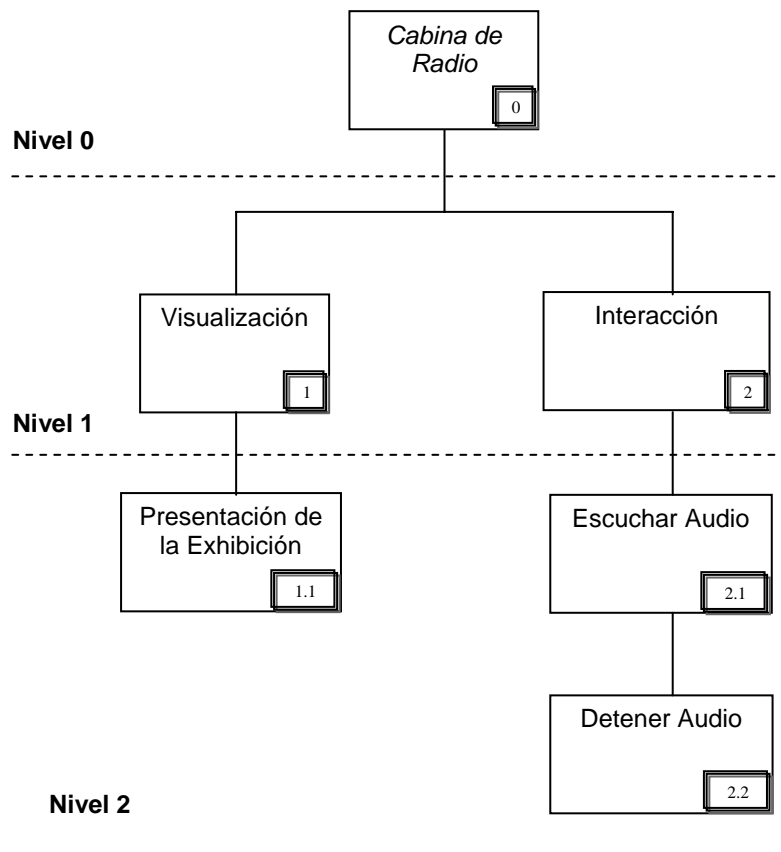 Cabina de
Radio
0
Nivel 0
Visualización
1
Interacción
2
Nivel 1
Presentación de
la Exhibición
1.1
Escuchar Audio
2.1
Detener Audio
2.2
Nivel 2